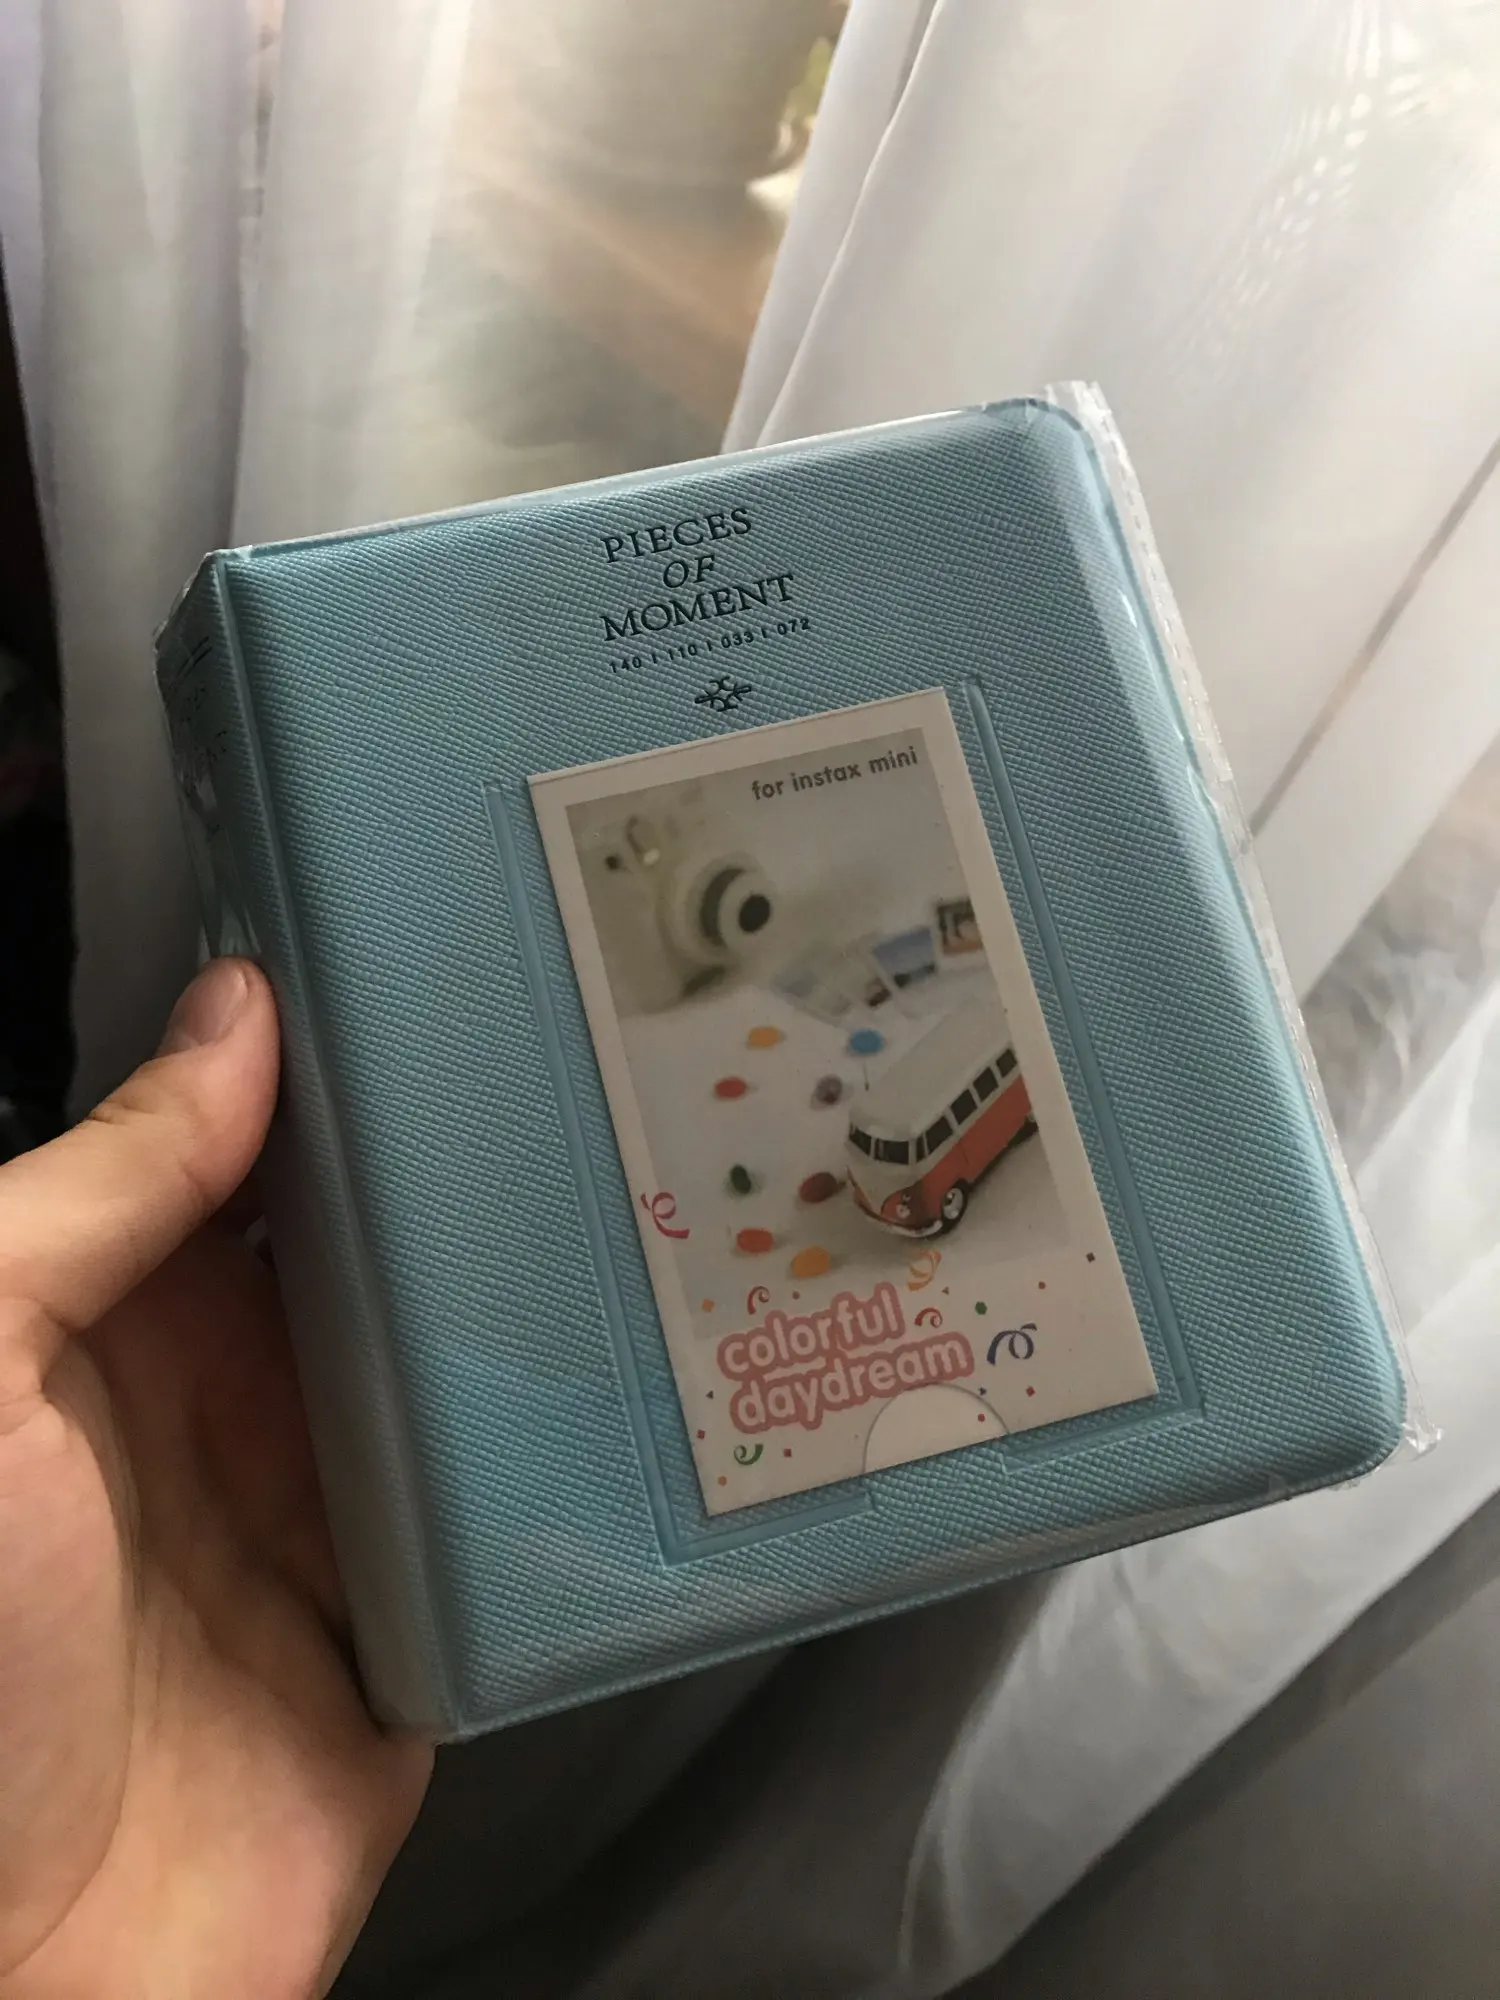 PIECES
OF
MOMENT
140 I 110 I 033 I 072
for instax mini
colorful
daydream